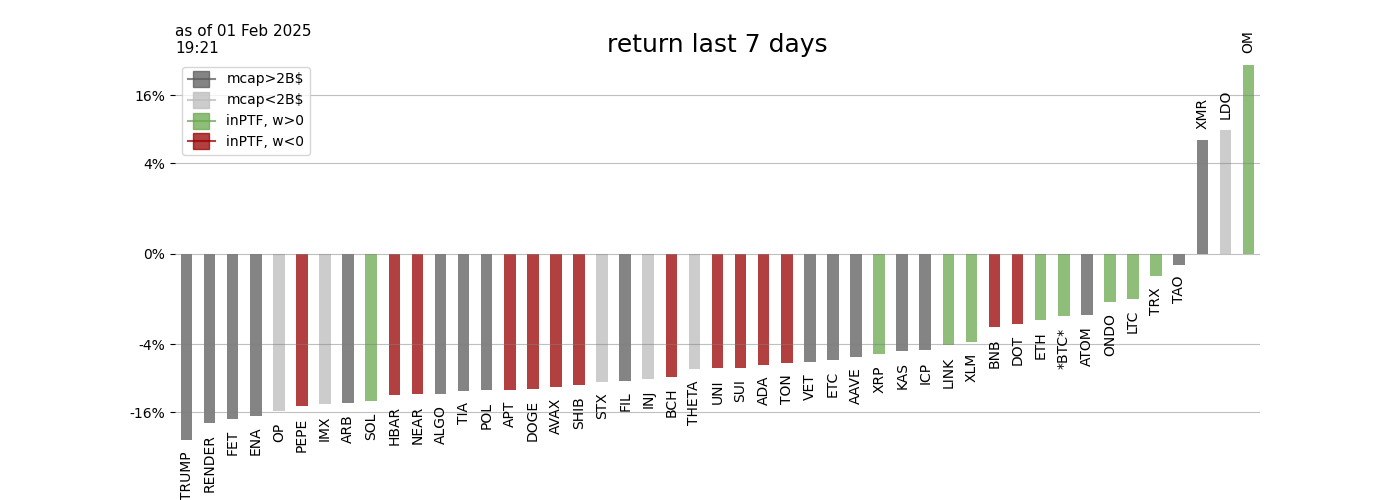 as of 01 Feb 2025
19:21
return last 7 days
mcap>2B$
mcap<2B$
inPTF, w>0
inPTF, w<0
16%
4%
0%
-4%
-16%
TRUMP
RENDER
FET
ENA
OP
PEPE
IMX
ARB
SOL
HBAR
NEAR
ALGO
TIA
POL
APT
DOGE
AVAX
SHIB
STX
FIL
INJ
BCH
THETA
UNI
SUI
ADA
TON
VET
ETC
AAVE
XRP
KAS
ICP
LINK
XLM
BNB
DOT
ETH
*BTC*
ATOM
ONDO
LTC
TRX
TAO
XMR
LDO
OM